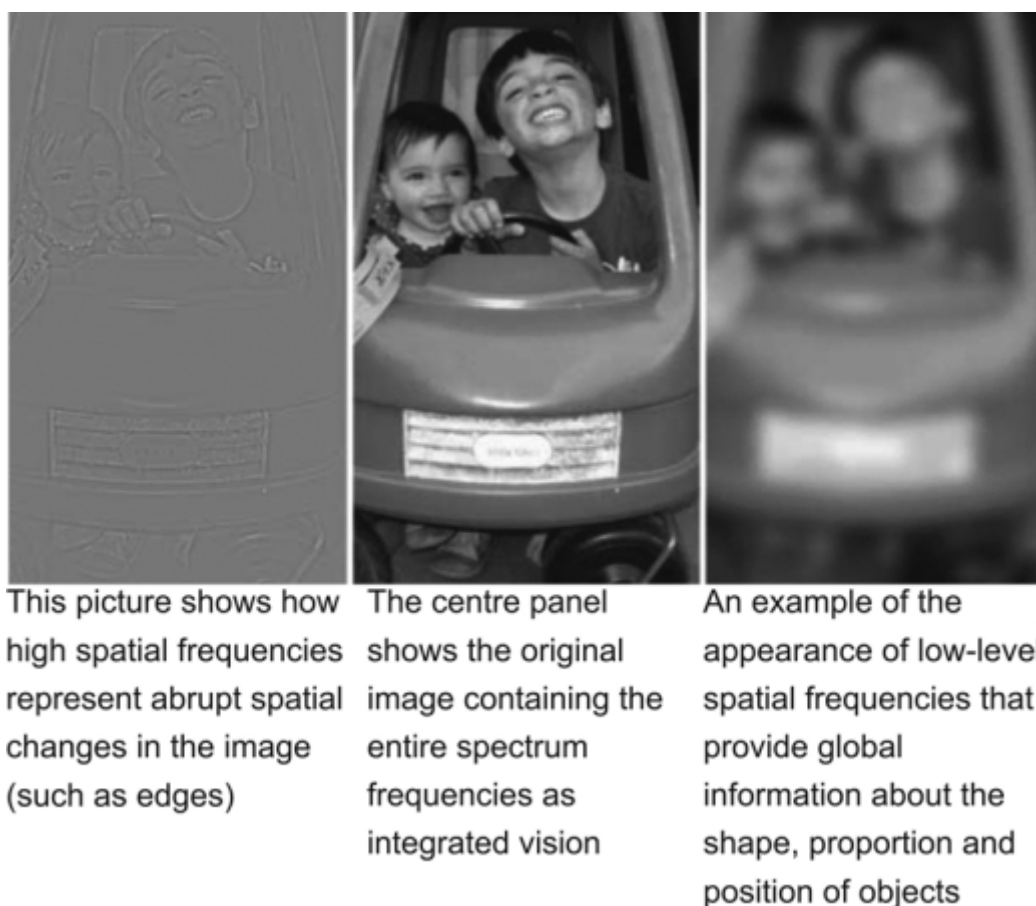 This picture shows how
high spatial frequencies
represent abrupt spatial
changes in the image
(such as edges)
The centre panel
shows the original
image containing the
entire spectrum
frequencies as
integrated vision
An example of the
appearance of low-leve
spatial frequencies that
provide global
information about the
shape, proportion and
position of objects